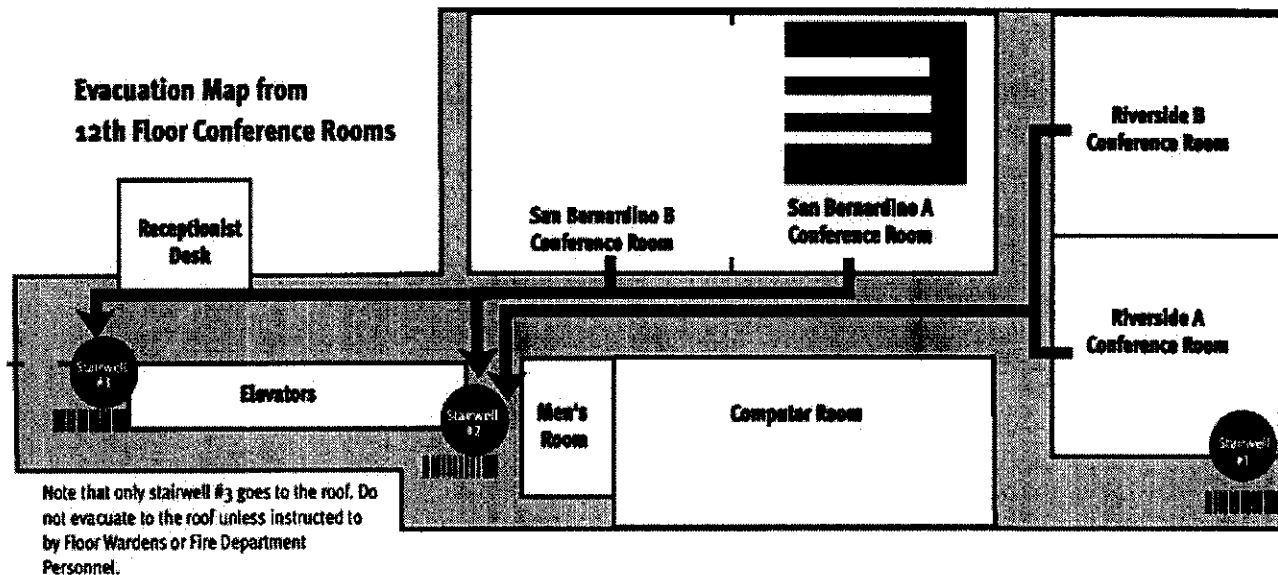 Evacuation Map from
12th Floor Conference Rooms
Receptionist
Desk
San Bernardino B
Conference Room
San Bernardino A
Conference Room
Riverside B
Conference Room
Riverside A
Conference Room
Stairwell
#3
Elevators
Stairwell
#2
Men's
Room
Computer Room
Stairwell
#1
Note that only stairwell #3 goes to the roof. Do
not evacuate to the roof unless instructed to
by Floor Wardens or Fire Department
Personnel.